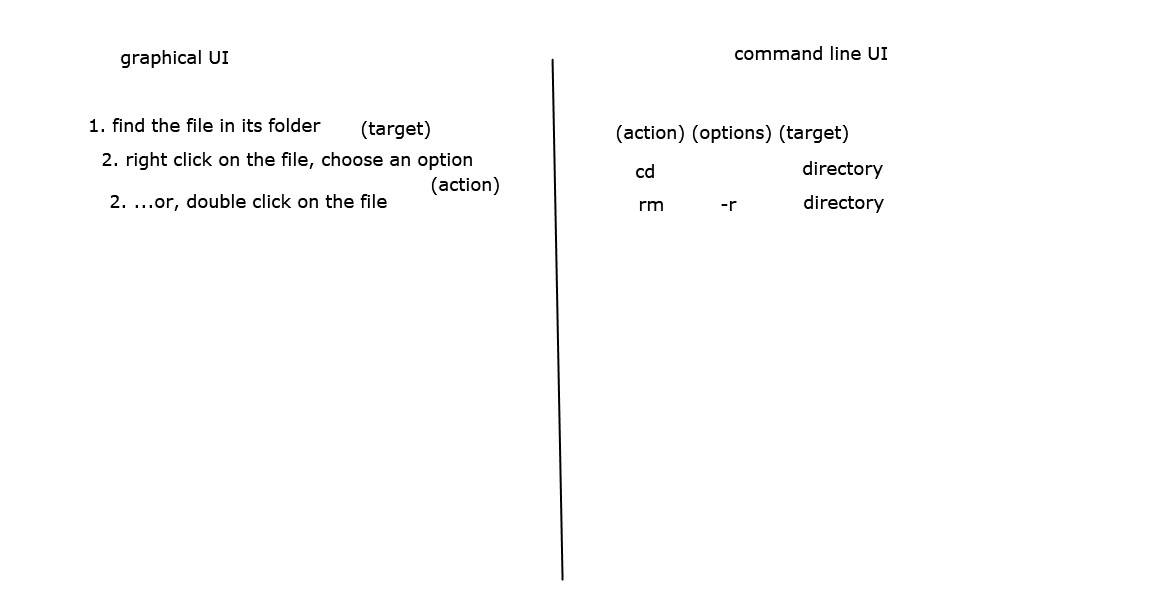 graphical UI
1. find the file in its folder (target)
2. right click on the file, choose an option
(action)
2. ...or, double click on the file
command line UI
(action) (options) (target)
cd directory
rm -r directory